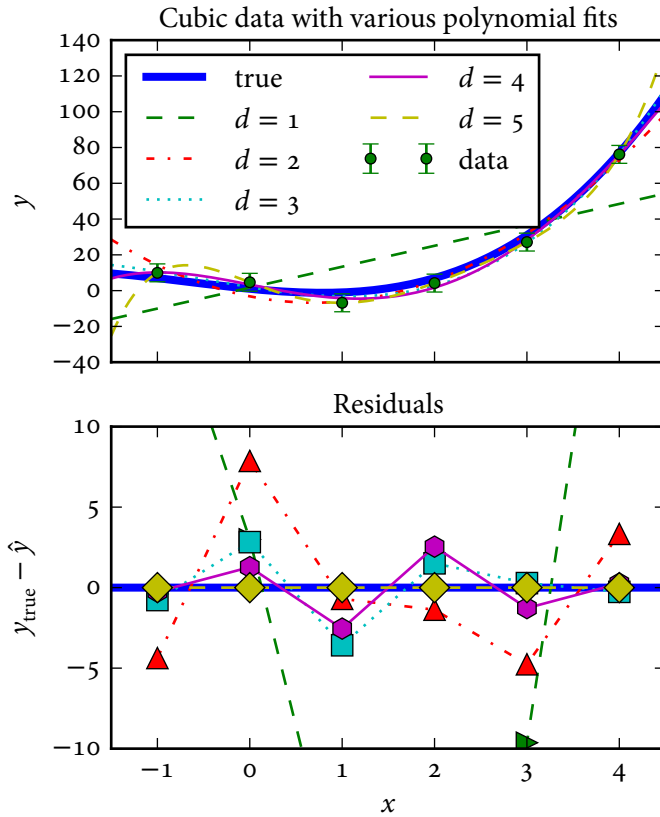 Cubic data with various polynomial fits
140
120
100
80
60
40
20
0
−20
−40
y
true
d = 1
d = 2
d = 3
d = 4
d = 5
data
Residuals
10
5
0
−5
−10
y_true − ŷ
−1 0 1 2 3 4
x